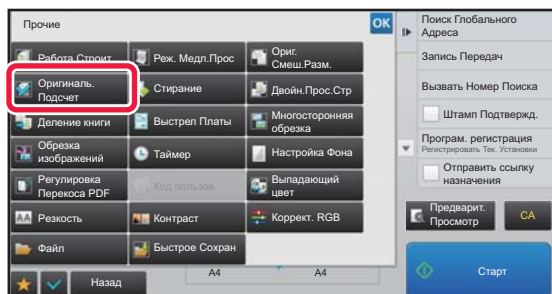 Прочие
OK
Работа Строит
Реж. Медл.Прос
Ориг.
Смеш.Разм.
Оригиналь.
Подсчет
Стирание
Двойн.Прос.Стр
Деление книги
Выстрел Платы
Многосторонняя
обрезка
Обрезка
изображений
Таймер
Настройка Фона
Регулировка
Перекоса PDF
Код пользов.
Выпадающий
цвет
AA
Резкость
Контраст
Коррект. RGB
Файл
Быстрое Сохран
Назад
A4
A4
Поиск Глобального
Адреса
Запись Передач
Вызвать Номер Поиска
Штамп Подтвержд.
Програм. регистрация
Регистрировать Тек. Установки
Отправить ссылку
назначения
Предварит.
Просмотр
CA
Старт